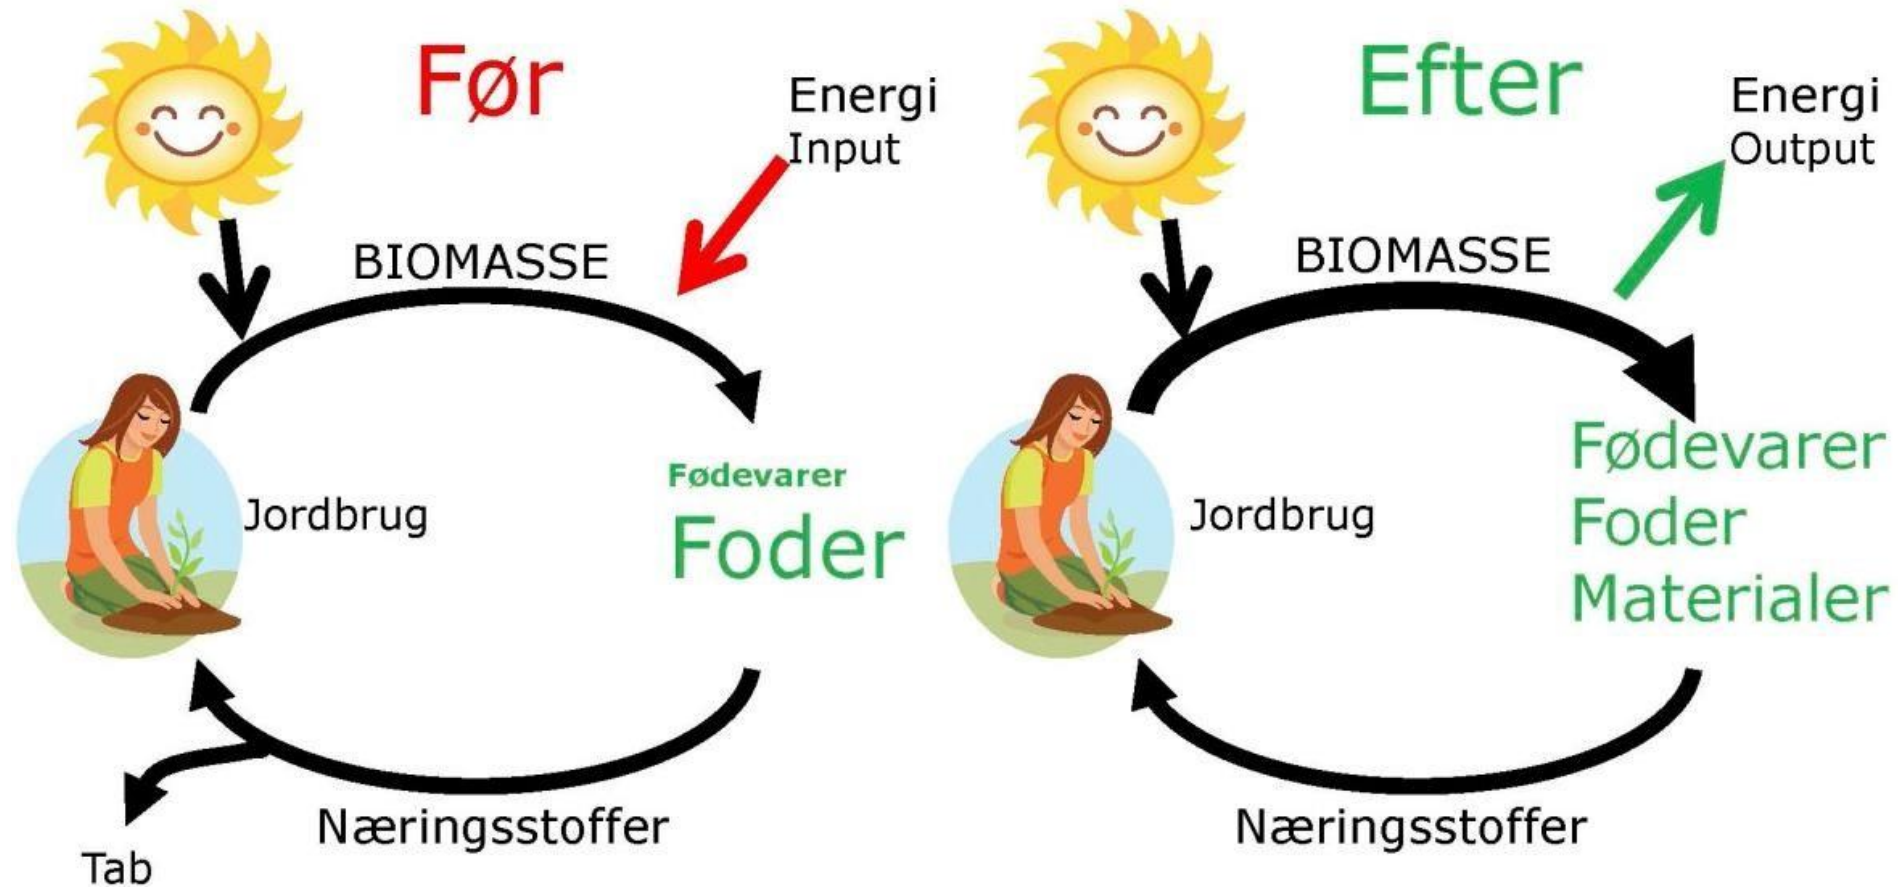 Før
Energi
Input
BIOMASSE
Jordbrug
Fødevarer
Foder
Næringsstoffer
Tab
Efter
Energi
Output
BIOMASSE
Jordbrug
Fødevarer
Foder
Materialer
Næringsstoffer